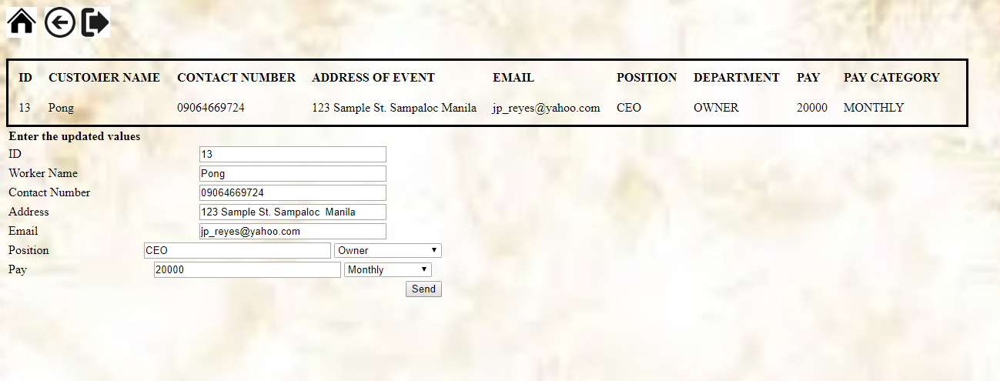 ID CUSTOMER NAME CONTACT NUMBER ADDRESS OF EVENT EMAIL POSITION DEPARTMENT PAY PAY CATEGORY
13 Pong 09064669724 123 Sample St. Sampaloc Manila jp_reyes@yahoo.com CEO OWNER 20000 MONTHLY
Enter the updated values
ID 13
Worker Name Pong
Contact Number 09064669724
Address 123 Sample St. Sampaloc  Manila
Email jp_reyes@yahoo.com
Position CEO Owner
Pay 20000 Monthly
Send